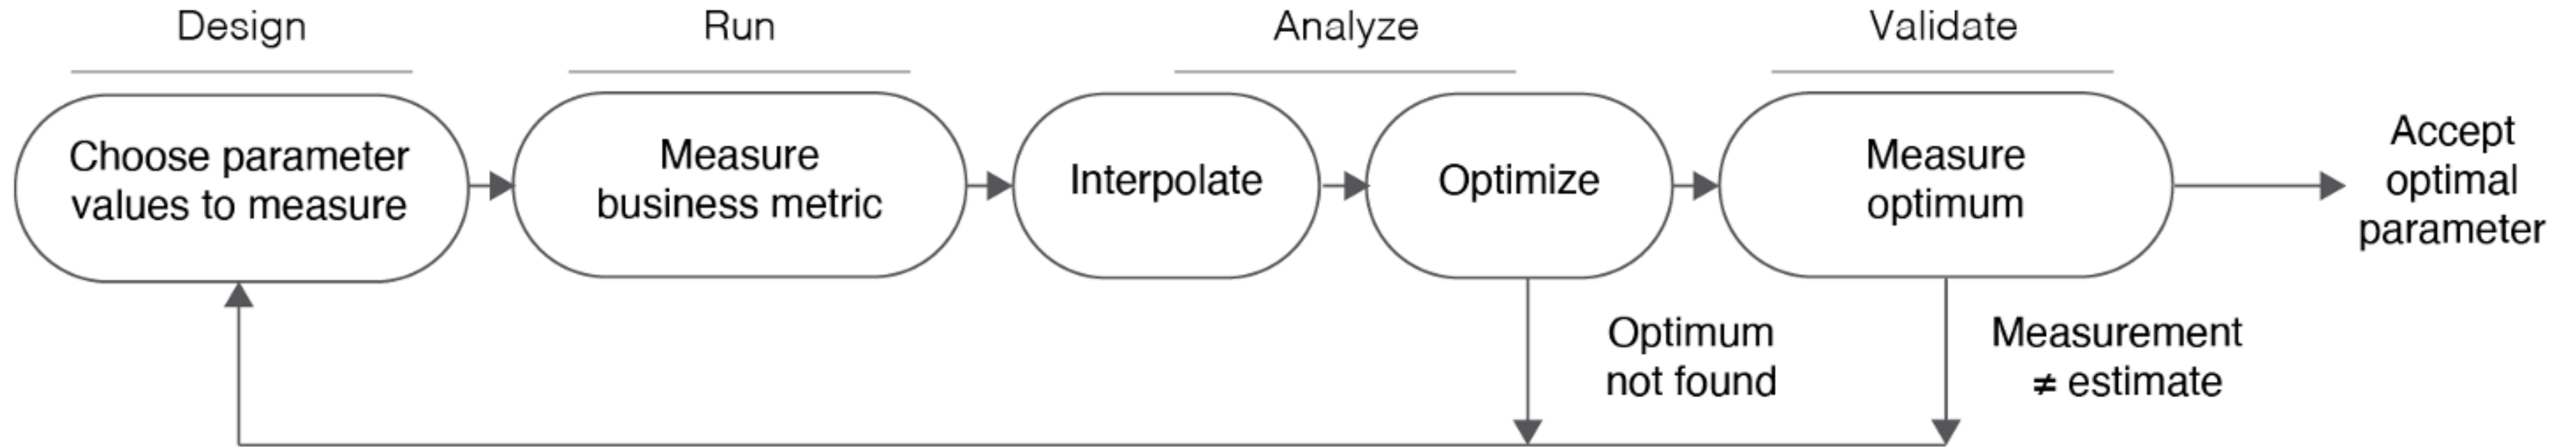 Design
Run
Analyze
Validate
Choose parameter
values to measure
Measure
business metric
Interpolate
Optimize
Measure
optimum
Accept
optimal
parameter
Optimum
not found
Measurement
≠ estimate